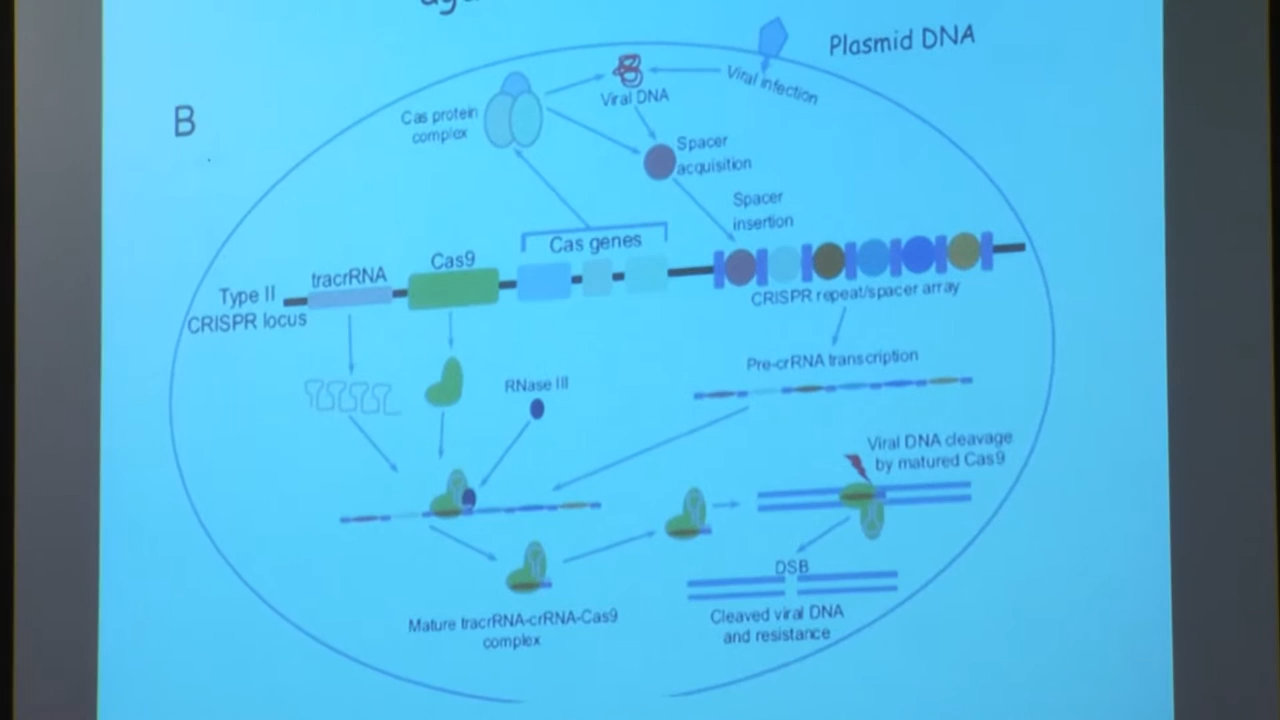 Plasmid DNA
B
Viral infection
Viral DNA
Cas protein
complex
Spacer
acquisition
Spacer
insertion
Cas genes
Cas9
tracrRNA
Type II
CRISPR locus
CRISPR repeat/spacer array
Pre-crRNA transcription
RNase III
Viral DNA cleavage
by matured Cas9
DSB
Mature tracrRNA-crRNA-Cas9
complex
Cleaved viral DNA
and resistance